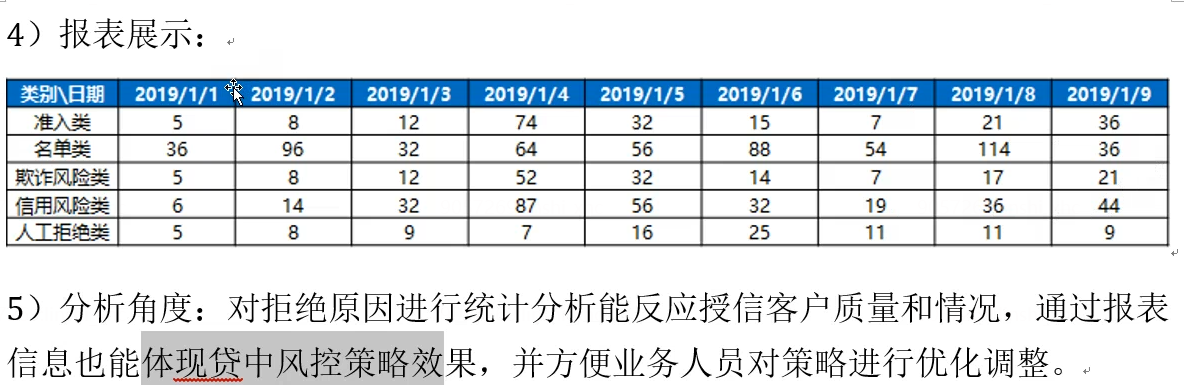 4）报表展示：
类别\日期 2019/1/1 2019/1/2 2019/1/3 2019/1/4 2019/1/5 2019/1/6 2019/1/7 2019/1/8 2019/1/9
准入类 5 8 12 74 32 15 7 21 36
名单类 36 96 32 64 56 88 54 114 36
欺诈风险类 5 8 12 52 32 14 7 17 21
信用风险类 6 14 32 87 56 32 19 36 44
人工拒绝类 5 8 9 7 16 25 11 11 9
5）分析角度：对拒绝原因进行统计分析能反应授信客户质量和情况，通过报表
信息也能体现贷中风控策略效果，并方便业务人员对策略进行优化调整。